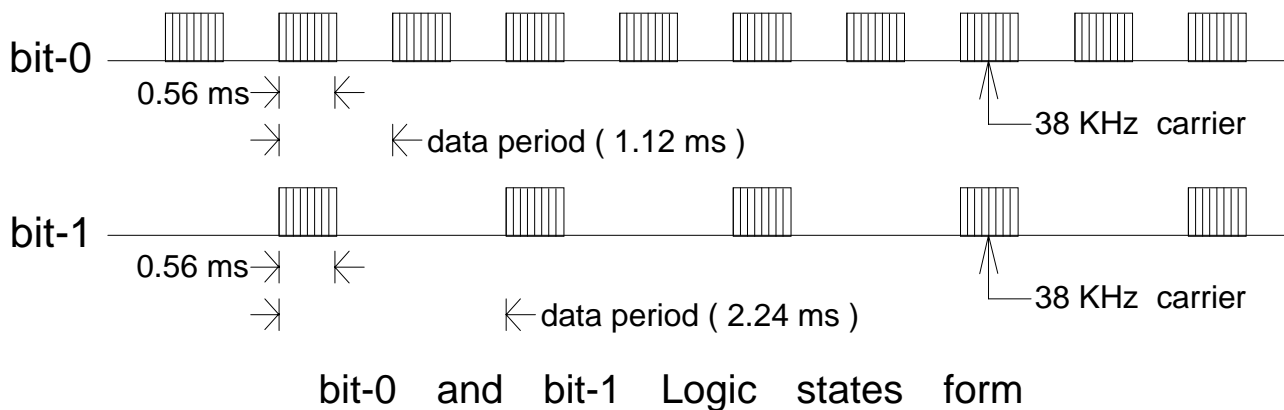 bit-0
0.56 ms
38 KHz carrier
data period ( 1.12 ms )
bit-1
0.56 ms
38 KHz carrier
data period ( 2.24 ms )
bit-0 and bit-1 Logic states form